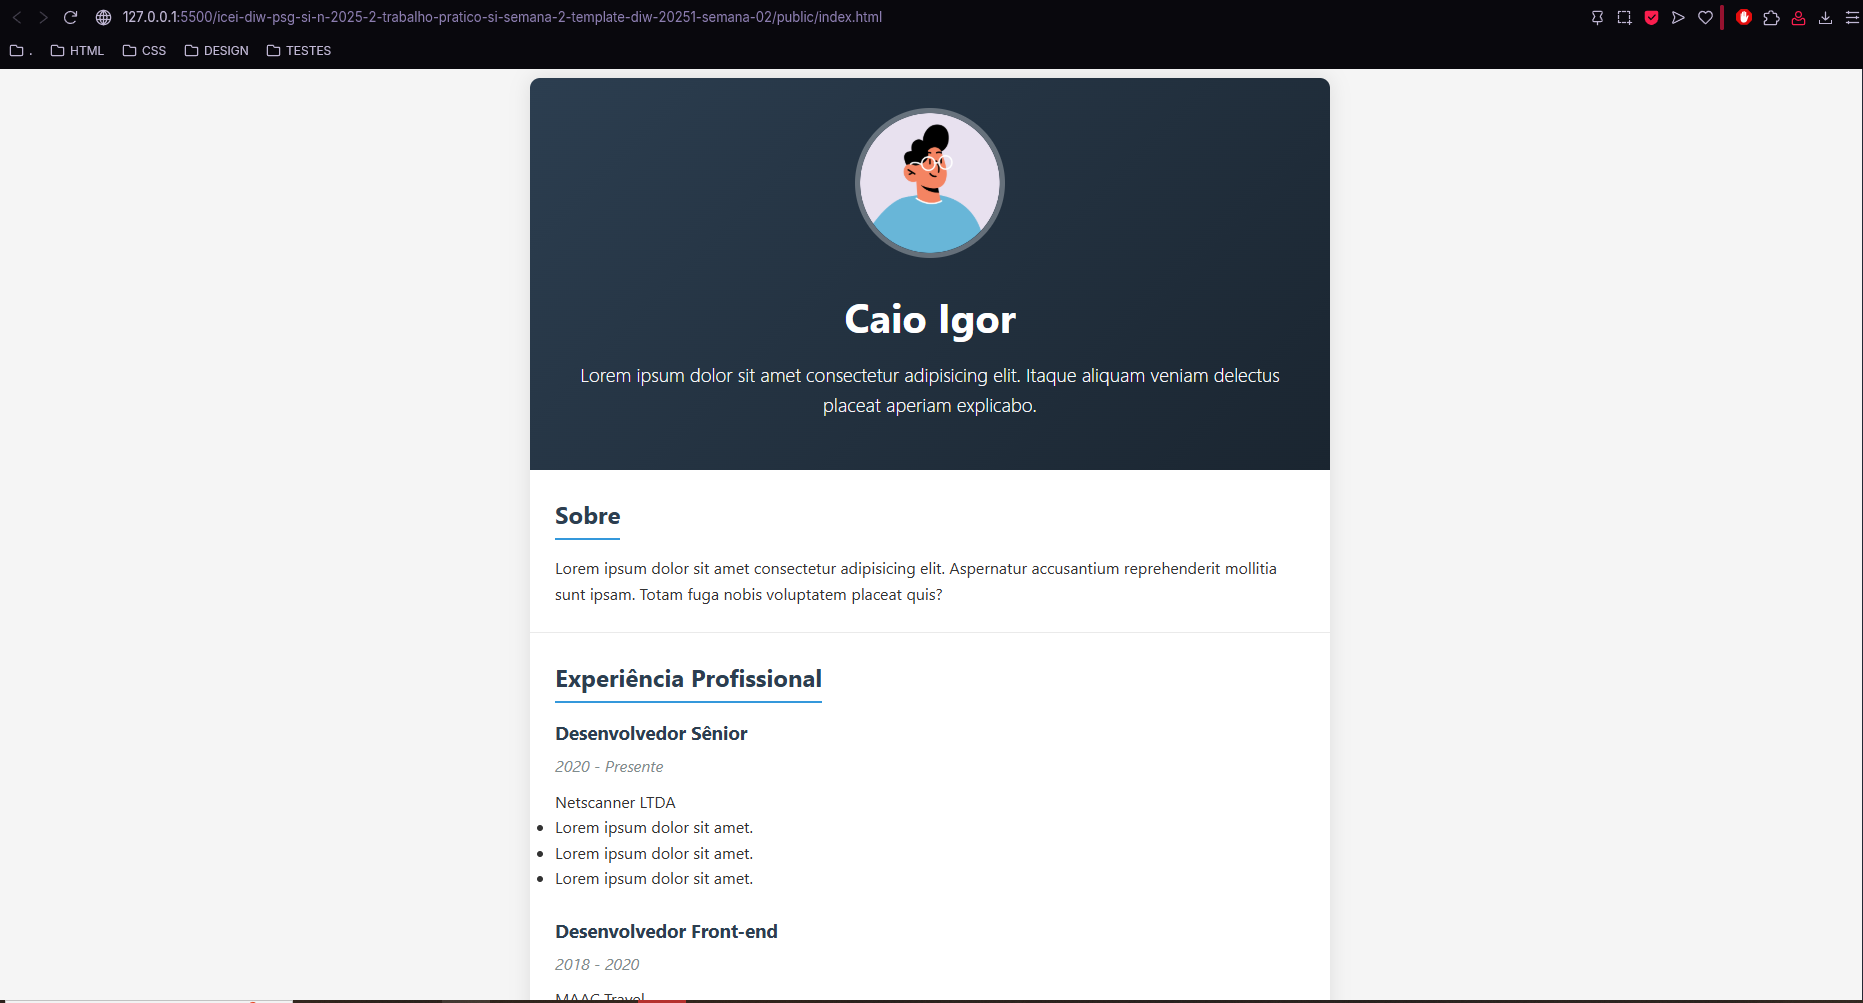 127.0.0.1:5500/icei-diw-psg-si-n-2025-2-trabalho-pratico-si-semana-2-template-diw-20251-semana-02/public/index.html
. HTML CSS DESIGN TESTES
Caio Igor
Lorem ipsum dolor sit amet consectetur adipisicing elit. Itaque aliquam veniam delectus
placeat aperiam explicabo.
Sobre
Lorem ipsum dolor sit amet consectetur adipisicing elit. Aspernatur accusantium reprehenderit mollitia
sunt ipsam. Totam fuga nobis voluptatem placeat quis?
Experiência Profissional
Desenvolvedor Sênior
2020 - Presente
Netscanner LTDA
• Lorem ipsum dolor sit amet.
• Lorem ipsum dolor sit amet.
• Lorem ipsum dolor sit amet.
Desenvolvedor Front-end
2018 - 2020
MAAC Travel